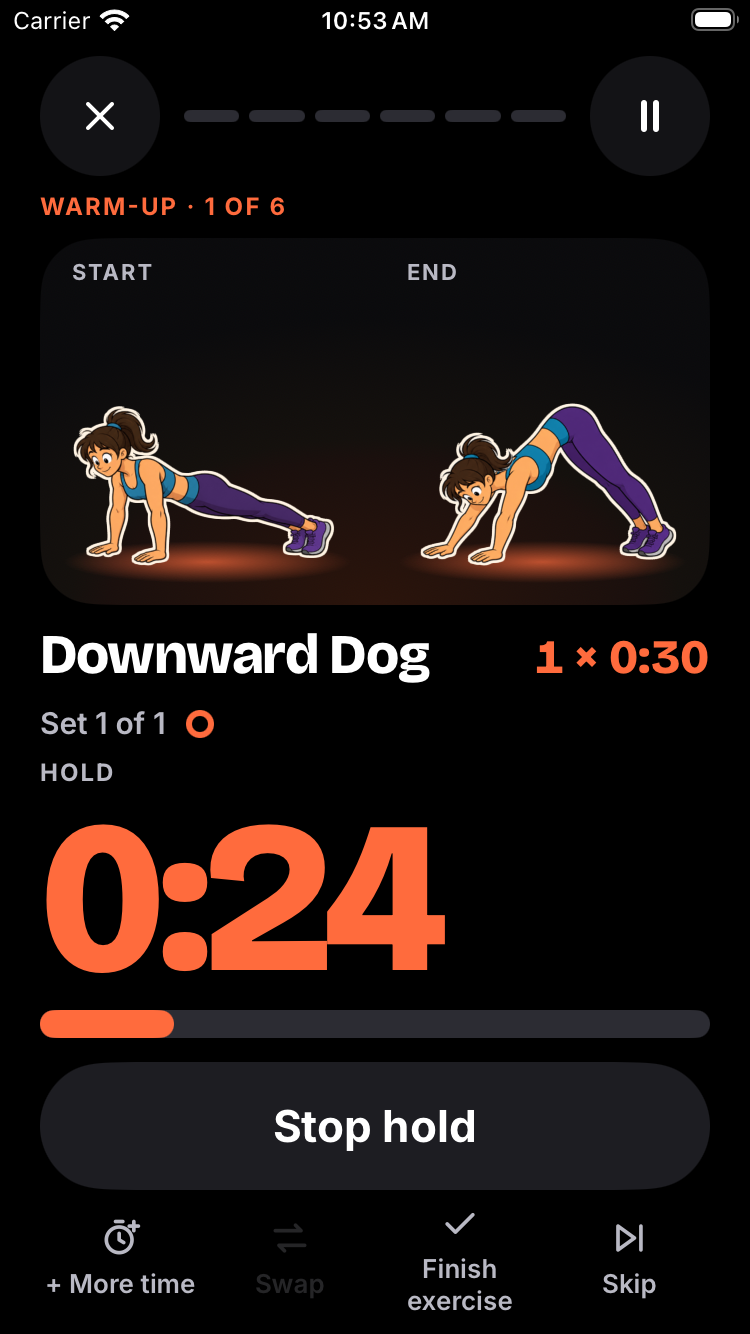 Carrier 10:53 AM
WARM-UP · 1 OF 6
START END
Downward Dog 1 × 0:30
Set 1 of 1
HOLD
0:24
Stop hold
+ More time Swap Finish exercise Skip